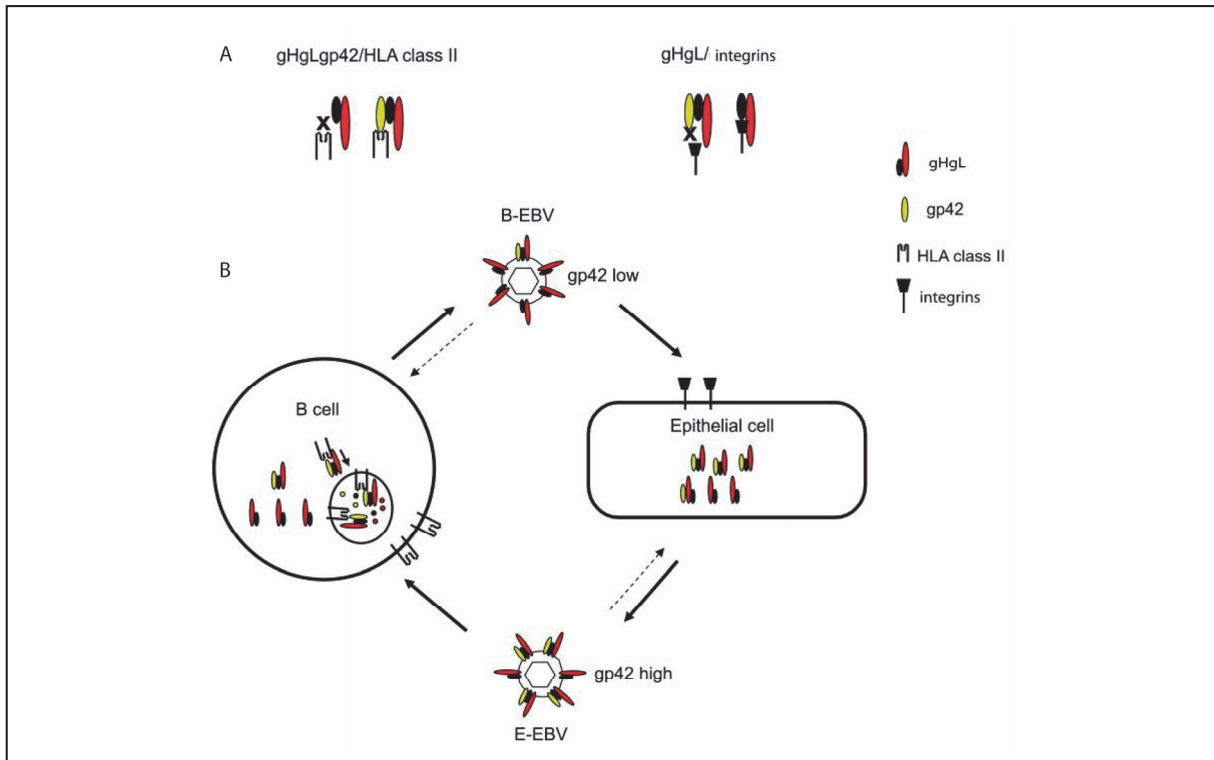 A
gHgLgp42/HLA class II
gHgL/ integrins
X
X
gHgL
gp42
HLA class II
integrins
B
B-EBV
gp42 low
B cell
Epithelial cell
gp42 high
E-EBV